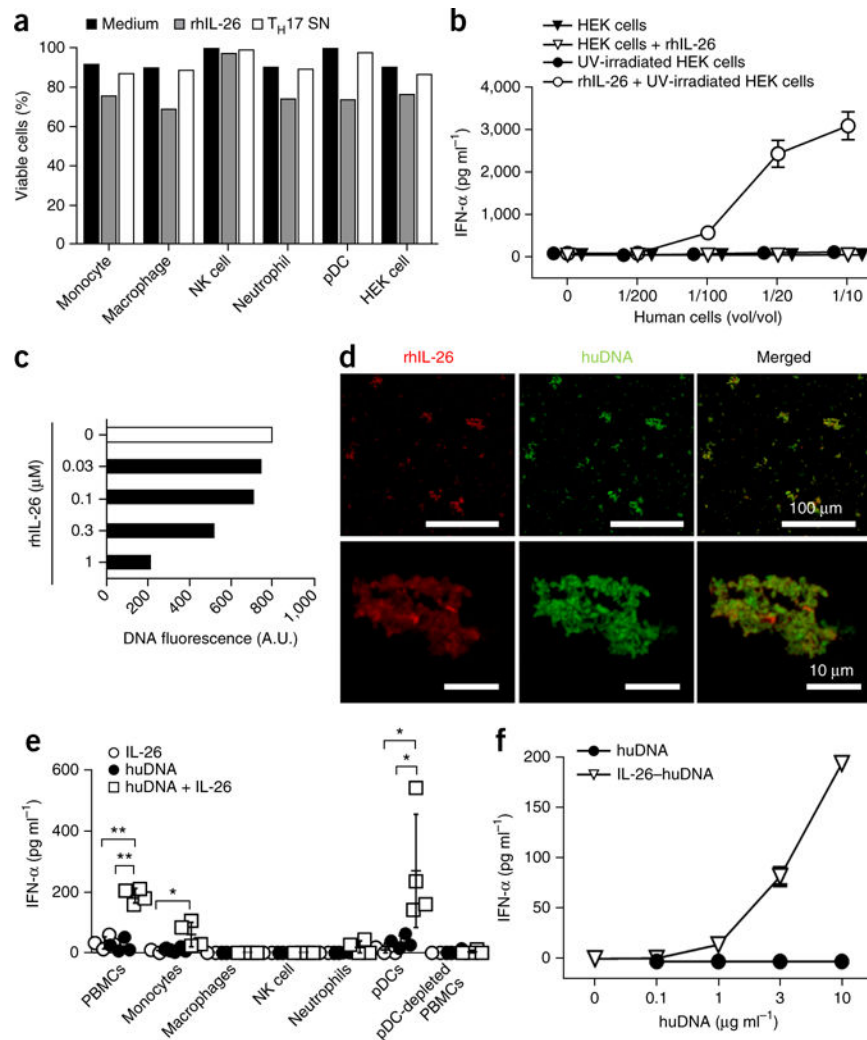 a
Medium rhIL-26 TH17 SN
Viable cells (%)
100
80
60
40
20
0
Monocyte
Macrophage
NK cell
Neutrophil
pDC
HEK cell
b
HEK cells
HEK cells + rhIL-26
UV-irradiated HEK cells
rhIL-26 + UV-irradiated HEK cells
IFN-α (pg ml−1)
4,000
3,000
2,000
1,000
0
0 1/200 1/100 1/20 1/10
Human cells (vol/vol)
c
rhIL-26 (μM)
0
0.03
0.1
0.3
1
0 200 400 600 800 1,000
DNA fluorescence (A.U.)
d
rhIL-26 huDNA Merged
100 μm
10 μm
e
IL-26
huDNA
huDNA + IL-26
IFN-α (pg ml−1)
600
400
200
0
**
**
*
*
*
PBMCs
Monocytes
Macrophages
NK cell
Neutrophils
pDCs
pDC-depleted
PBMCs
f
huDNA
IL-26–huDNA
IFN-α (pg ml−1)
200
150
100
50
0
0 0.1 1 3 10
huDNA (μg ml−1)